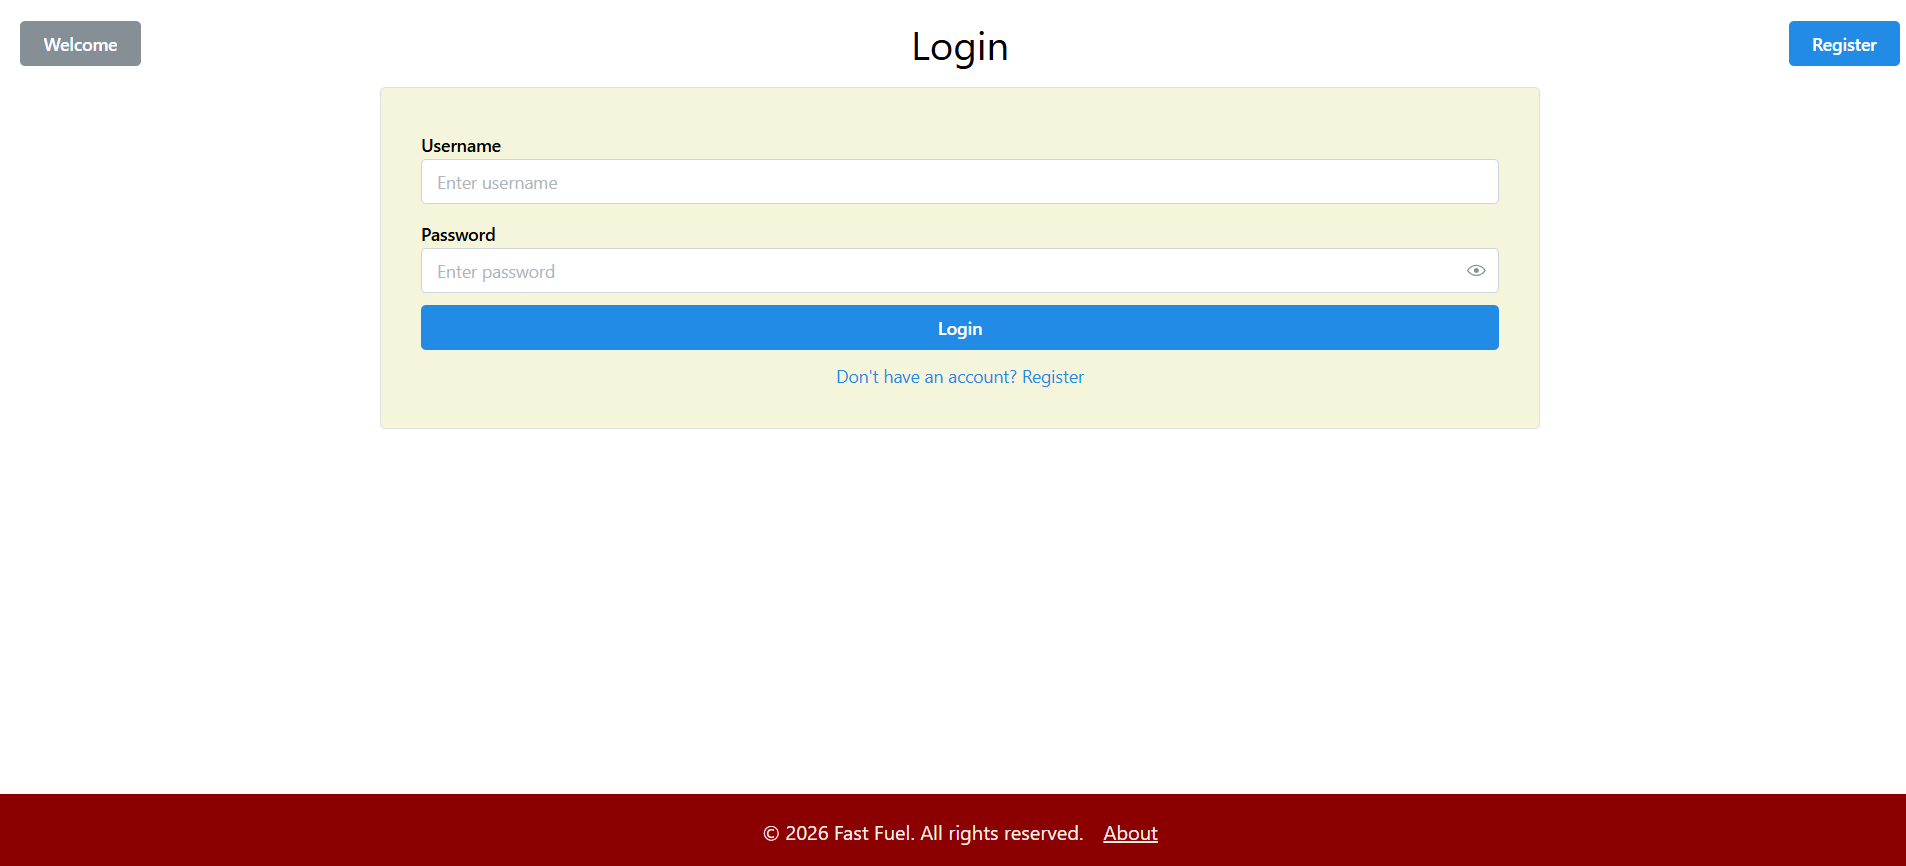 Welcome
Login
Register
Username
Enter username
Password
Enter password
Login
Don't have an account? Register
© 2026 Fast Fuel. All rights reserved. About